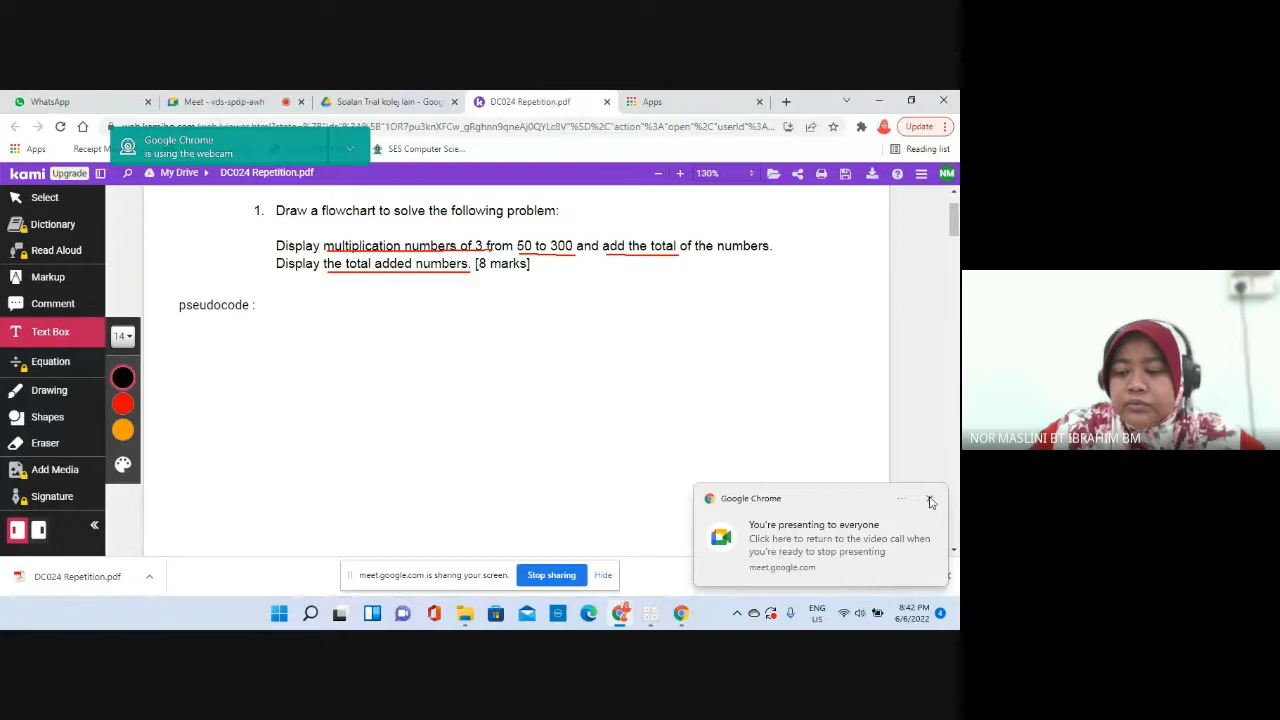 WhatsApp
Meet - vds-spdp-awh
Soalan Trial kolej lain - Goog
DC024 Repetition.pdf
Apps
Update
Google Chrome
is using the webcam
Apps
Receipt M
SES Computer Scie...
Reading list
kami
Upgrade
My Drive
DC024 Repetition.pdf
130%
NM
Select
Dictionary
Read Aloud
Markup
Comment
Text Box
14
Equation
Drawing
Shapes
Eraser
Add Media
Signature
1. Draw a flowchart to solve the following problem:
Display multiplication numbers of 3 from 50 to 300 and add the total of the numbers.
Display the total added numbers. [8 marks]
pseudocode :
NOR MASLINI BT IBRAHIM BM
Google Chrome
You're presenting to everyone
Click here to return to the video call when
you're ready to stop presenting
meet.google.com
DC024 Repetition.pdf
meet.google.com is sharing your screen.
Stop sharing
Hide
ENG
US
8:42 PM
6/6/2022
4